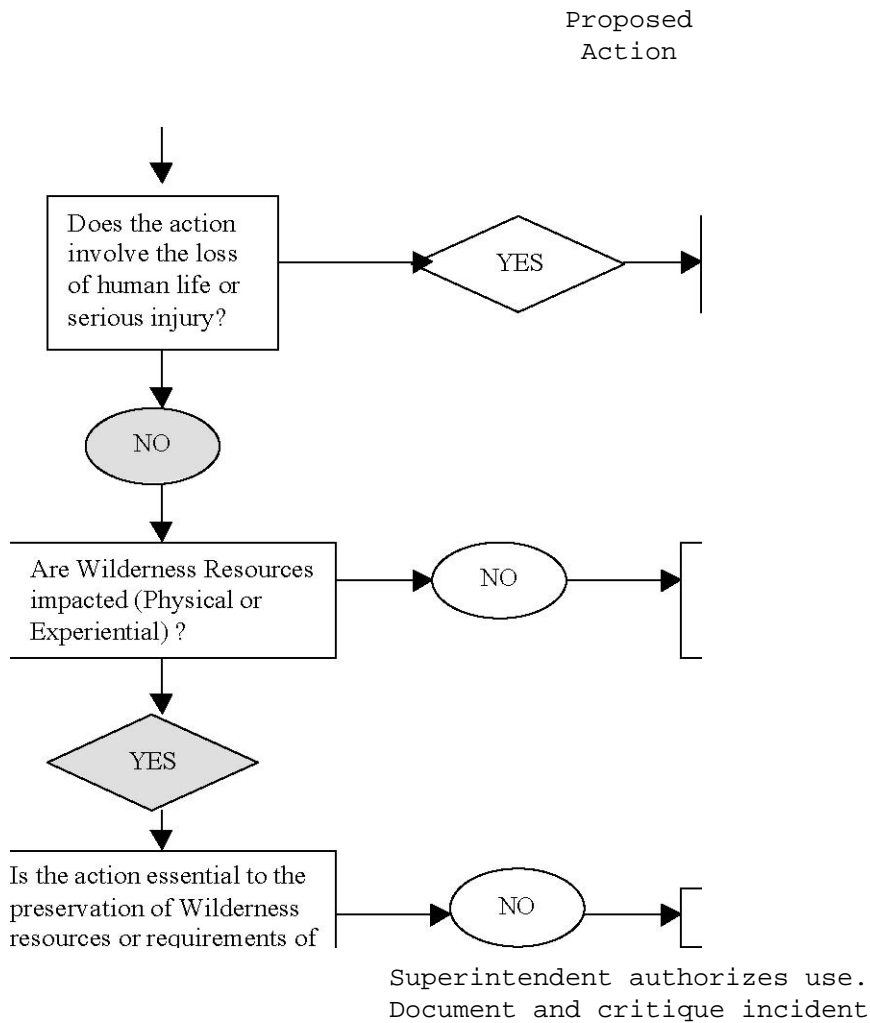 Proposed
Action
Does the action
involve the loss
of human life or
serious injury?
YES
NO
Are Wilderness Resources
impacted (Physical or
Experiential) ?
NO
YES
Is the action essential to the
preservation of Wilderness
resources or requirements of
NO
Superintendent authorizes use.
Document and critique incident